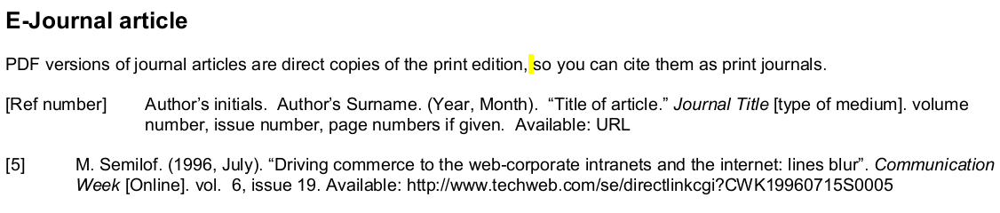 E-Journal article
PDF versions of journal articles are direct copies of the print edition, so you can cite them as print journals.
[Ref number] Author's initials. Author's Surname. (Year, Month). “Title of article.” Journal Title [type of medium]. volume
number, issue number, page numbers if given. Available: URL
[5] M. Semilof. (1996, July). “Driving commerce to the web-corporate intranets and the internet: lines blur”. Communication
Week [Online]. vol. 6, issue 19. Available: http://www.techweb.com/se/directlinkcgi?CWK19960715S0005